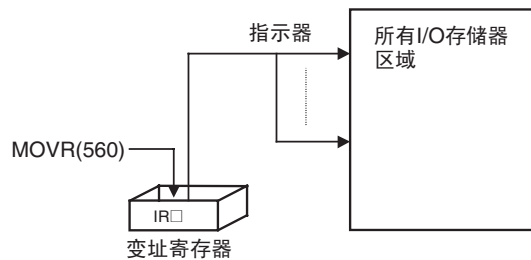 指示器
所有I/O存储器
区域
MOVR(560)
IR□
变址寄存器